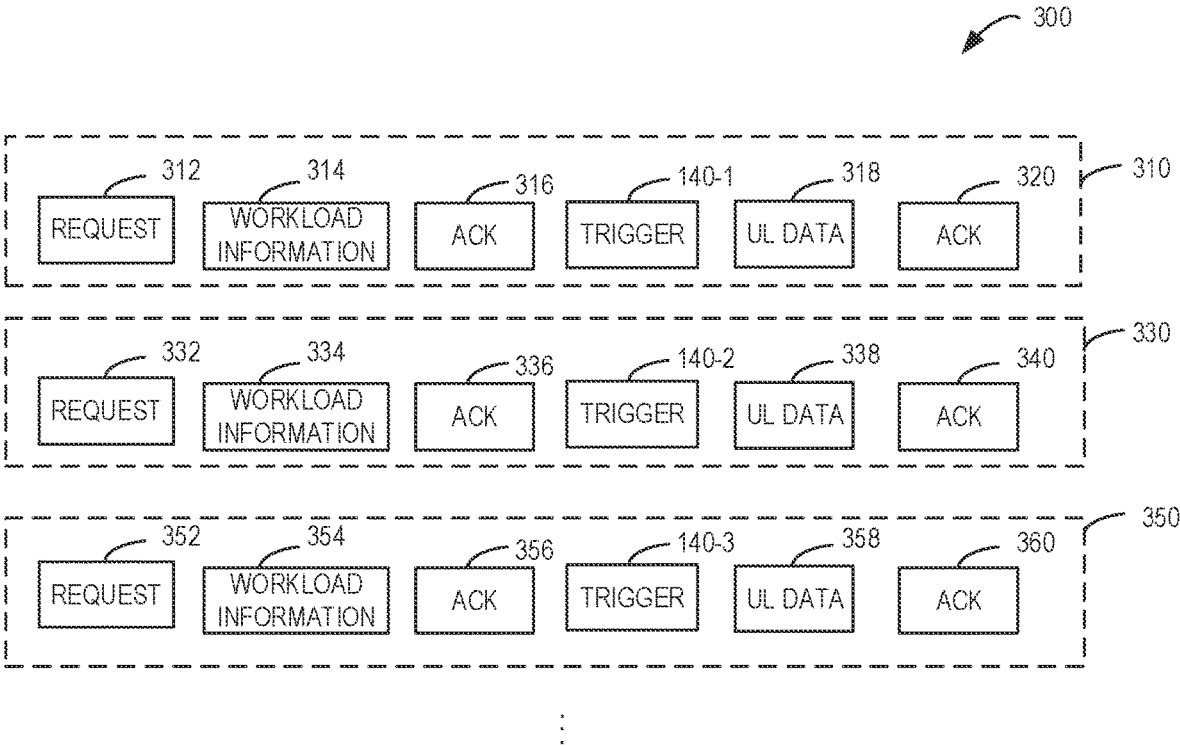 300
312 314 316 140-1 318 320 310
REQUEST WORKLOAD INFORMATION ACK TRIGGER UL DATA ACK
332 334 336 140-2 338 340 330
REQUEST WORKLOAD INFORMATION ACK TRIGGER UL DATA ACK
352 354 356 140-3 358 360 350
REQUEST WORKLOAD INFORMATION ACK TRIGGER UL DATA ACK
⋮